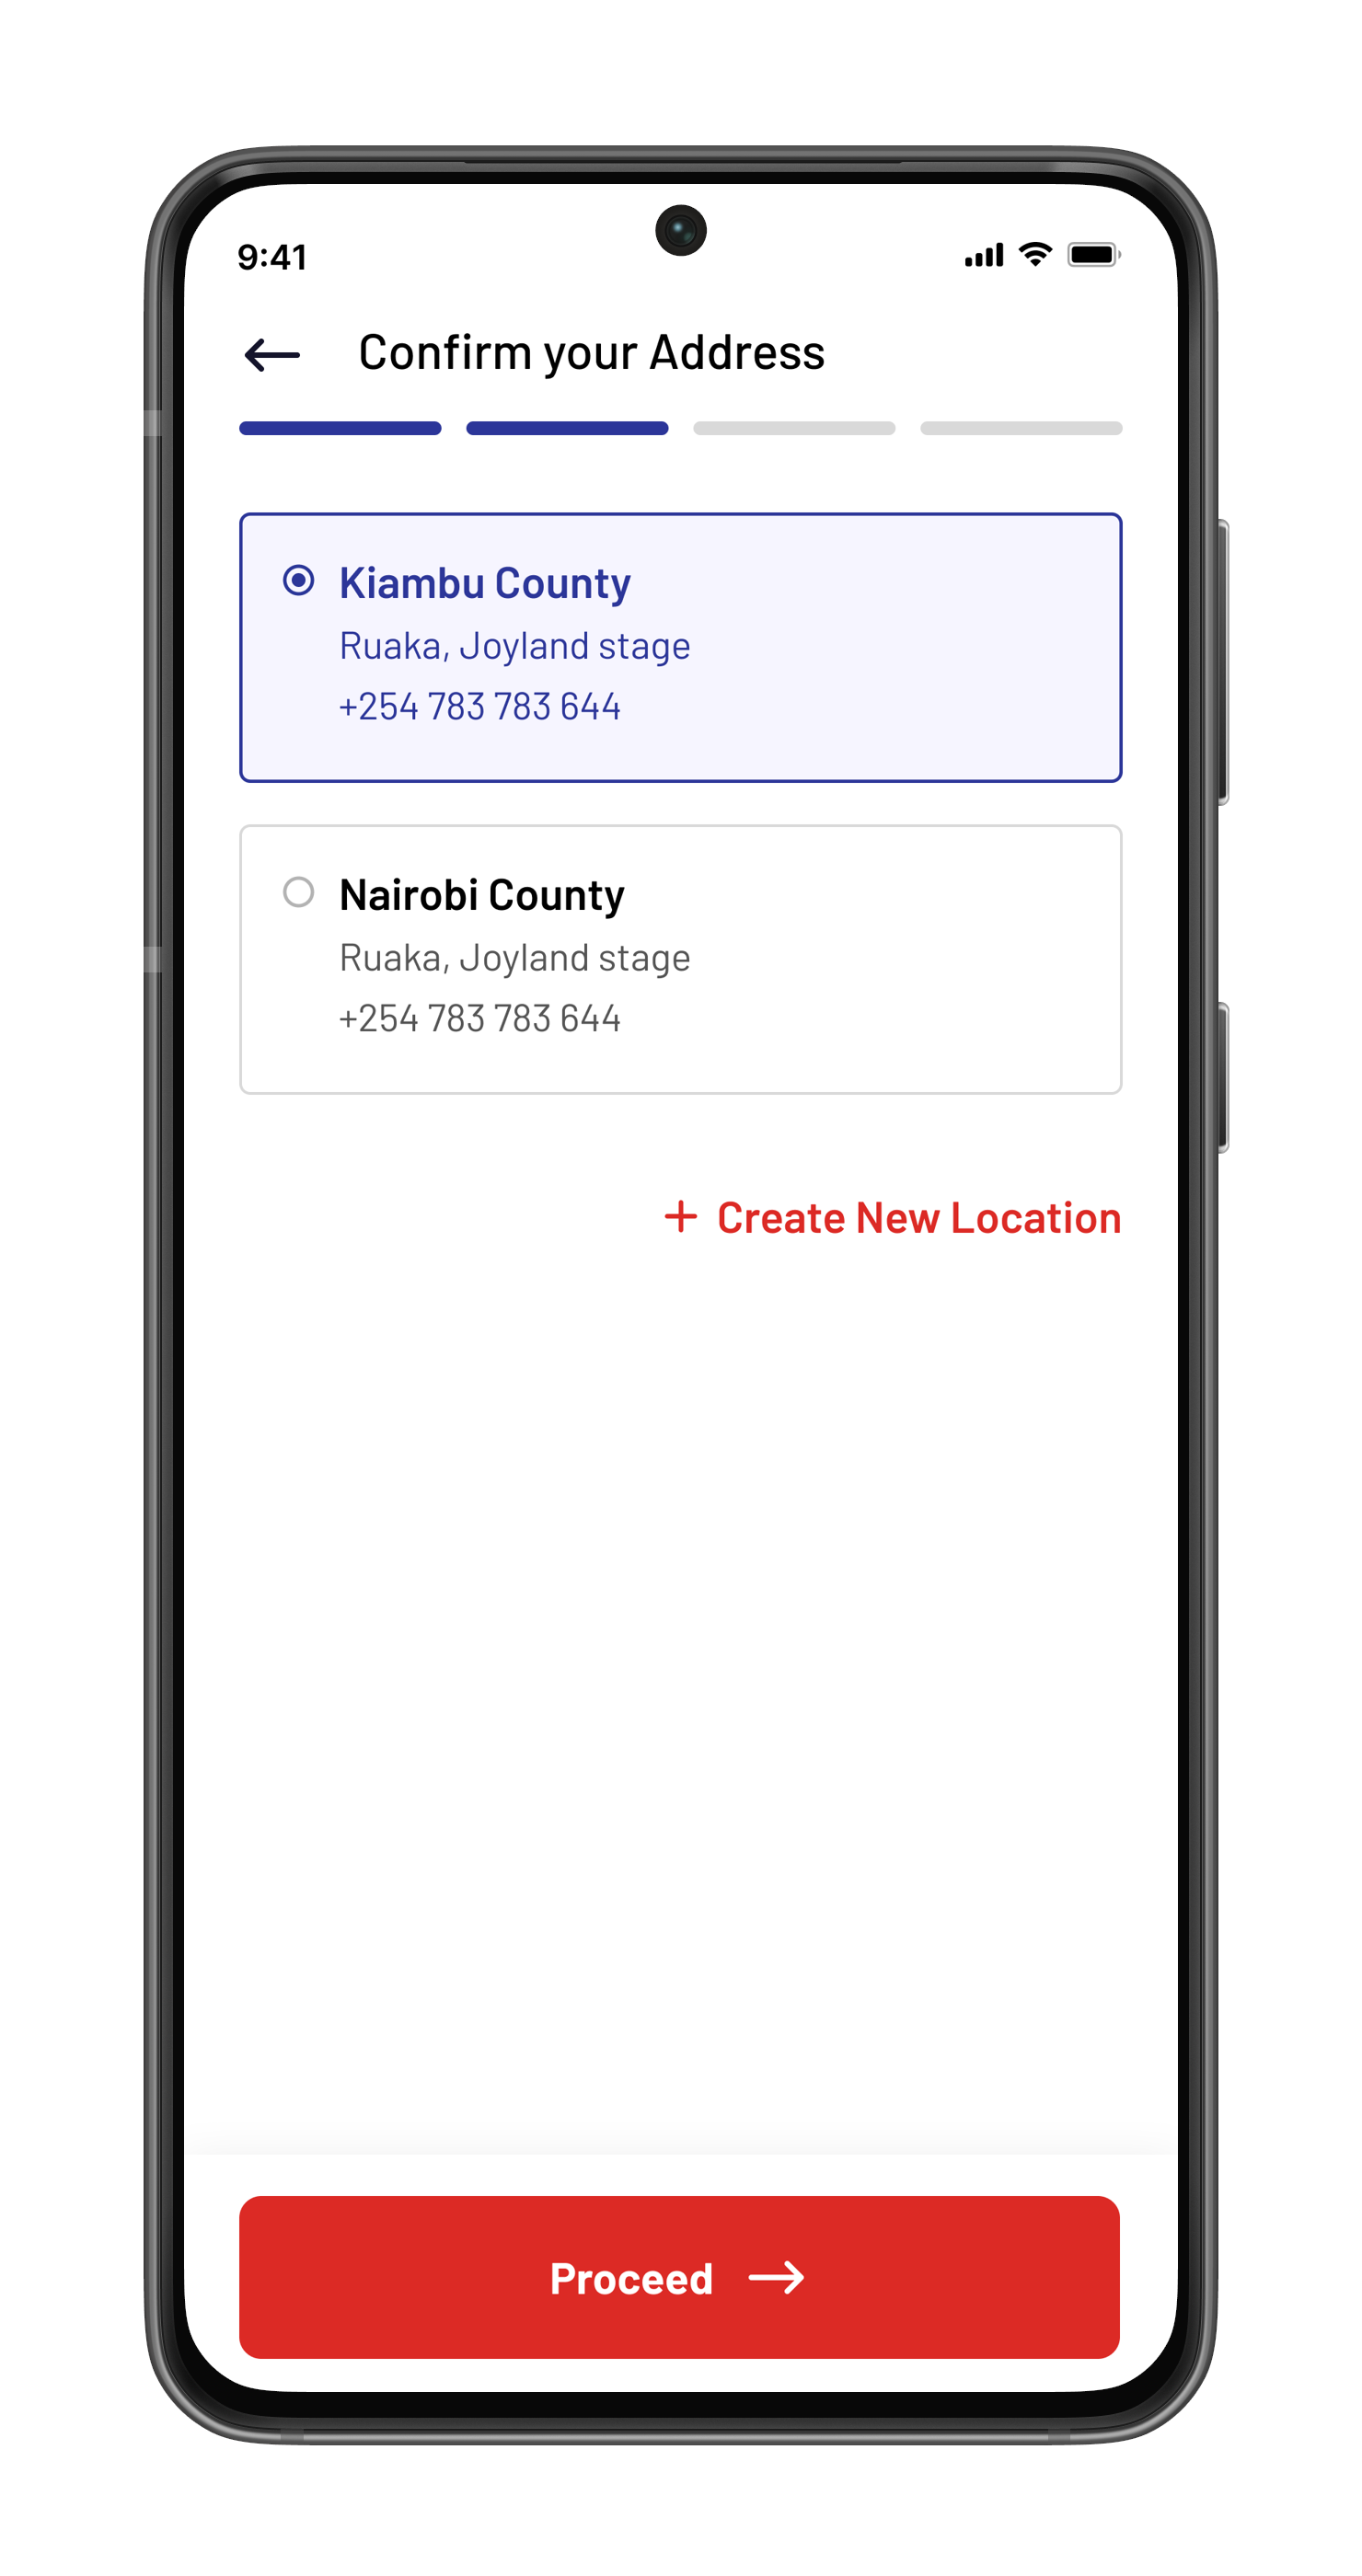 9:41
Confirm your Address
Kiambu County
Ruaka, Joyland stage
+254 783 783 644
Nairobi County
Ruaka, Joyland stage
+254 783 783 644
+ Create New Location
Proceed